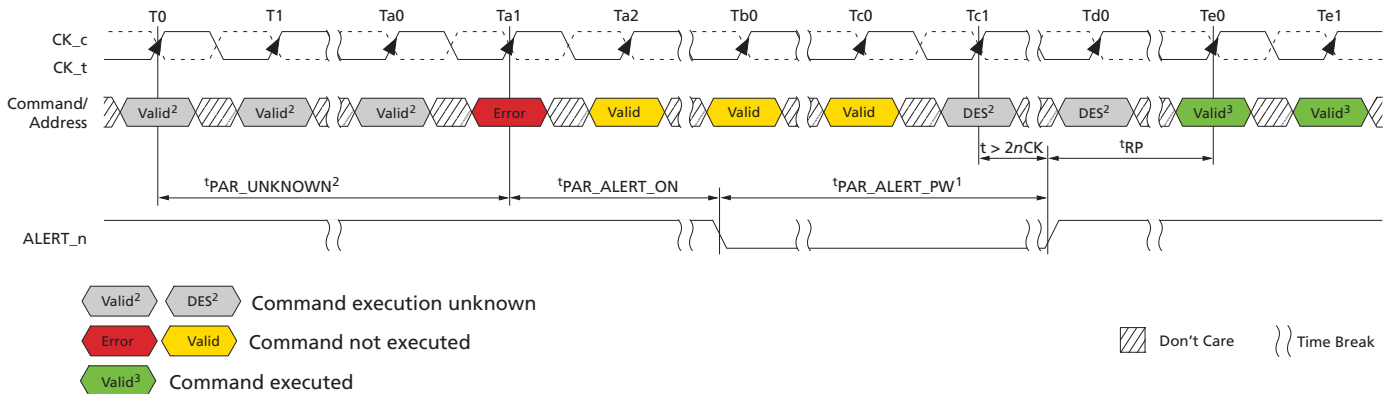 T0 T1 Ta0 Ta1 Ta2 Tb0 Tc0 Tc1 Td0 Te0 Te1
CK_c
CK_t
Command/
Address
Valid² Valid² Valid² Error Valid Valid Valid DES² DES² Valid³ Valid³
t > 2nCK
ᵗRP
ᵗPAR_UNKNOWN² ᵗPAR_ALERT_ON ᵗPAR_ALERT_PW¹
ALERT_n
Valid² DES² Command execution unknown
Error Valid Command not executed
Don't Care Time Break
Valid³ Command executed